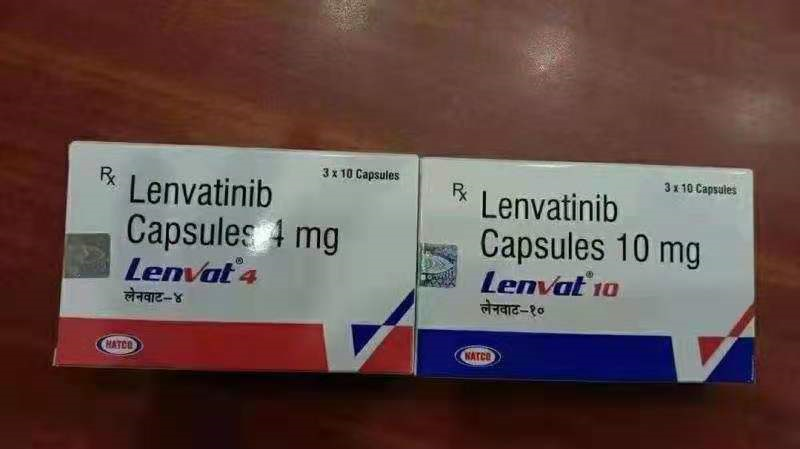 Rx
3 x 10 Capsules
Lenvatinib
Capsules 4 mg
Lenvat® 4
लेनवाट-४
NATCO
Rx
3 x 10 Capsules
Lenvatinib
Capsules 10 mg
Lenvat® 10
लेनवाट-१०
NATCO